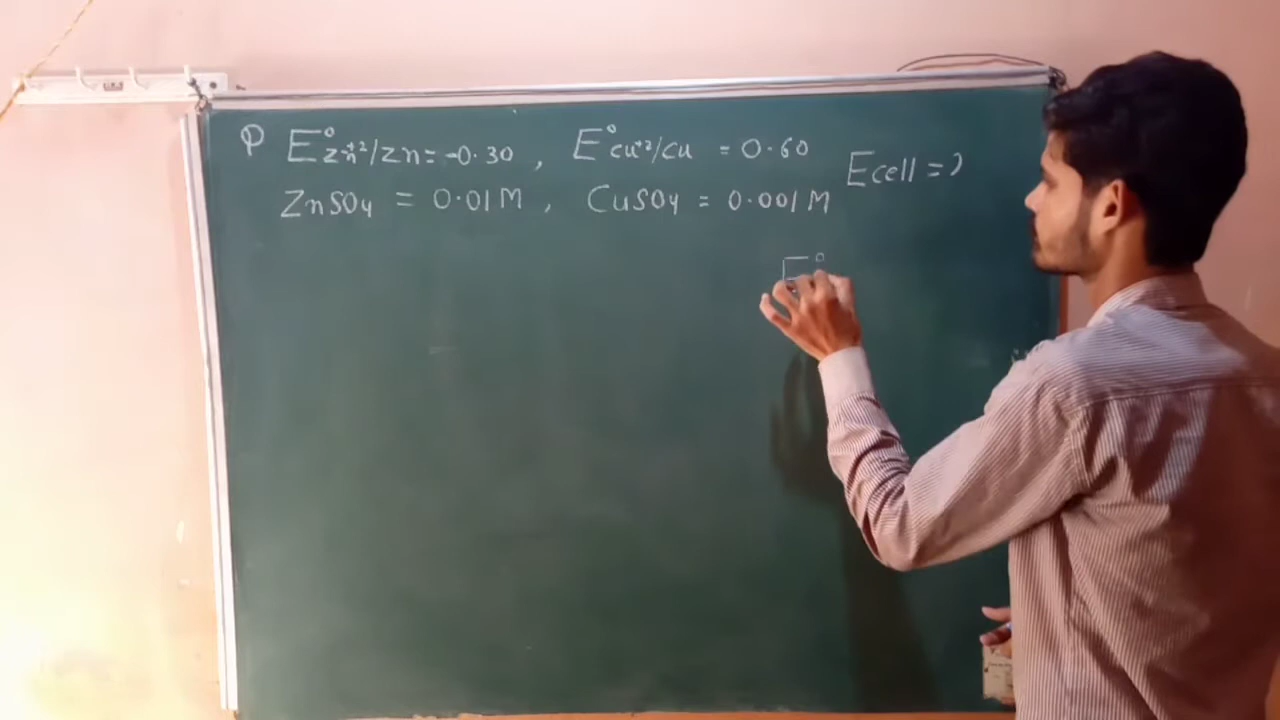 P E° Zn+2/Zn = -0.30 , E° Cu+2/Cu = 0.60 Ecell = ?
ZnSO4 = 0.01M , CuSO4 = 0.001M
E°